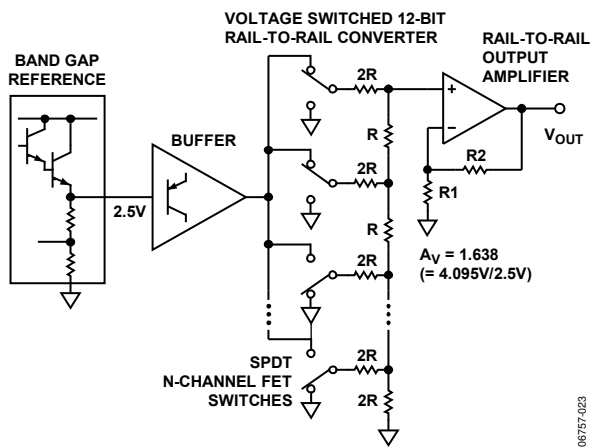 VOLTAGE SWITCHED 12-BIT
RAIL-TO-RAIL CONVERTER
RAIL-TO-RAIL
OUTPUT
AMPLIFIER
BAND GAP
REFERENCE
BUFFER
2.5V
2R
R
2R
R
2R
2R
2R
+
–
R2
R1
VOUT
AV = 1.638
(= 4.095V/2.5V)
SPDT
N-CHANNEL FET
SWITCHES
06757-023